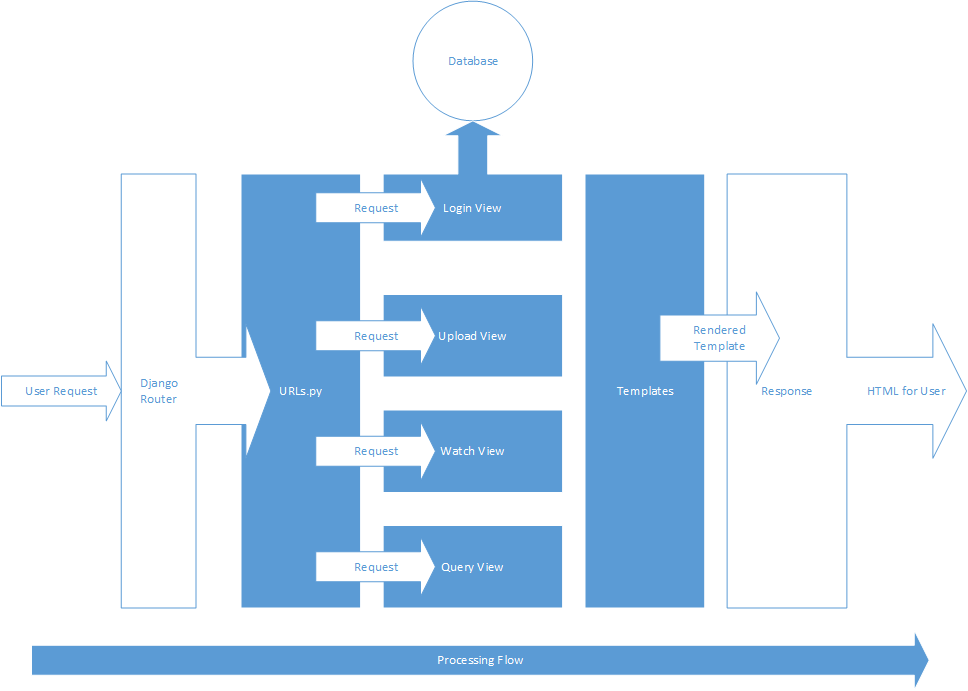 Database
Request
Login View
Rendered
Template
Request
Upload View
User Request
Django
Router
URLs.py
Templates
Response
HTML for User
Request
Watch View
Request
Query View
Processing Flow